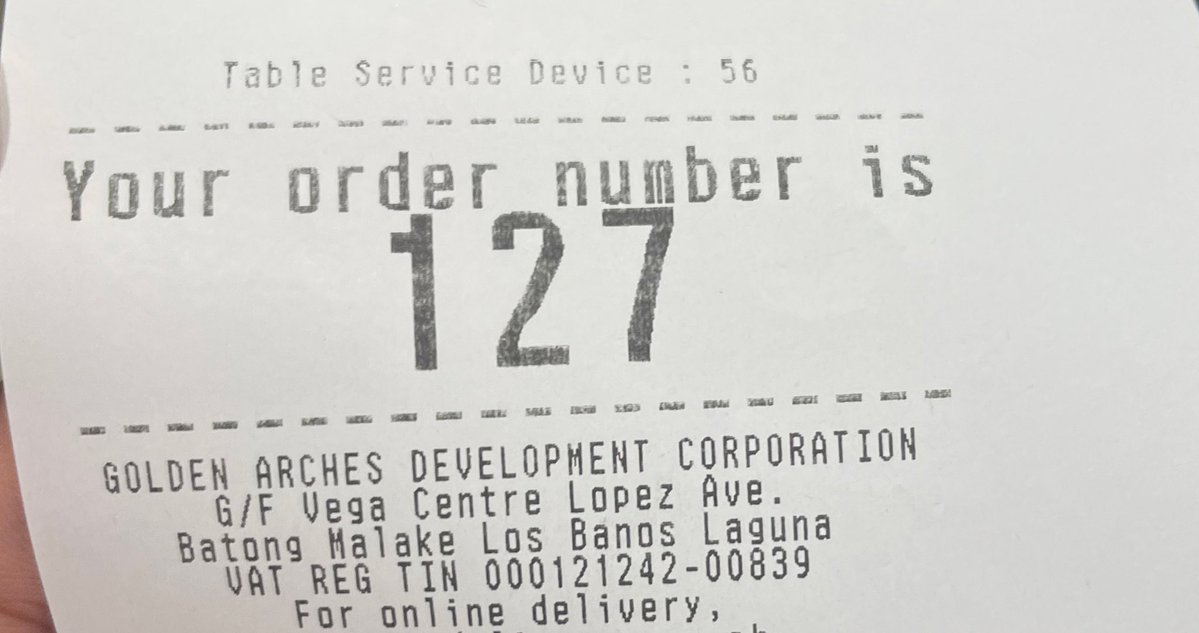 Table Service Device : 56
Your order number is
127
GOLDEN ARCHES DEVELOPMENT CORPORATION
G/F Vega Centre Lopez Ave.
Batong Malake Los Banos Laguna
VAT REG TIN 000121242-00839
For online delivery,